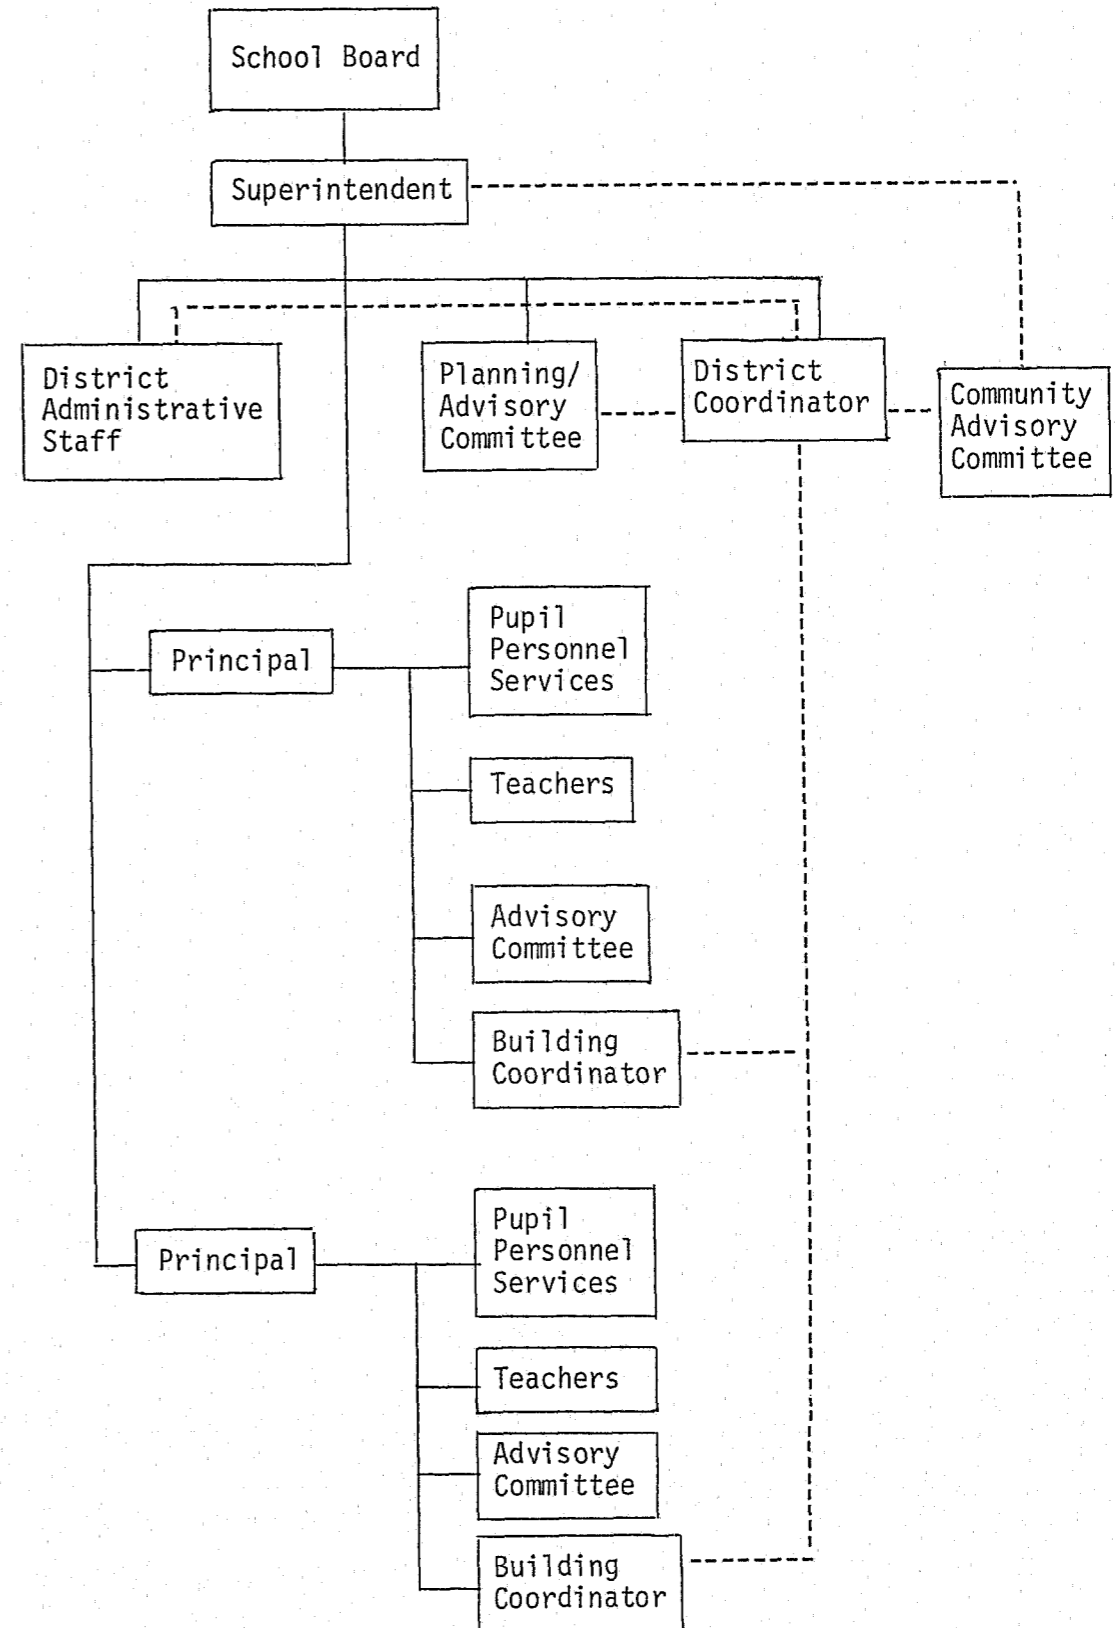 School Board
Superintendent
District
Administrative
Staff
Planning/
Advisory
Committee
District
Coordinator
Community
Advisory
Committee
Principal
Pupil
Personnel
Services
Teachers
Advisory
Committee
Building
Coordinator
Principal
Pupil
Personnel
Services
Teachers
Advisory
Committee
Building
Coordinator